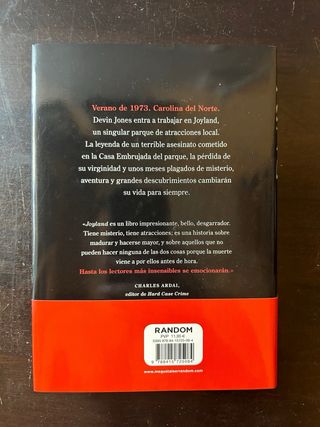 Verano de 1973. Carolina del Norte.
Devin Jones entra a trabajar en Joyland,
un singular parque de atracciones local.
La leyenda de un terrible asesinato cometido
en la Casa Embrujada del parque, la pérdida de
su virginidad y unos meses plagados de misterio,
aventura y grandes descubrimientos cambiarán
su vida para siempre.
«Joyland es un libro impresionante, bello, desgarrador.
Tiene misterio, tiene atracciones; es una historia sobre
madurar y hacerse mayor, y sobre aquellos que no
pueden hacer ninguna de las dos cosas porque la muerte
viene a por ellos antes de hora.
Hasta los lectores más insensibles se emocionarán.»
CHARLES ARDAI,
editor de Hard Case Crime
RANDOM
www.megustaleerrandom.com